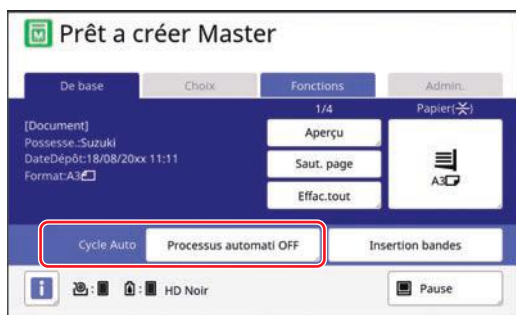 Prêt a créer Master
De base
Choix
Fonctions
Admin.
1/4
Papier
[Document]
Possesse.:Suzuki
DateDépôt:18/08/20xx 11:11
Format:A3
Aperçu
Saut. page
Effac.tout
A3
Cycle Auto
Processus automati OFF
Insertion bandes
i
HD Noir
Pause